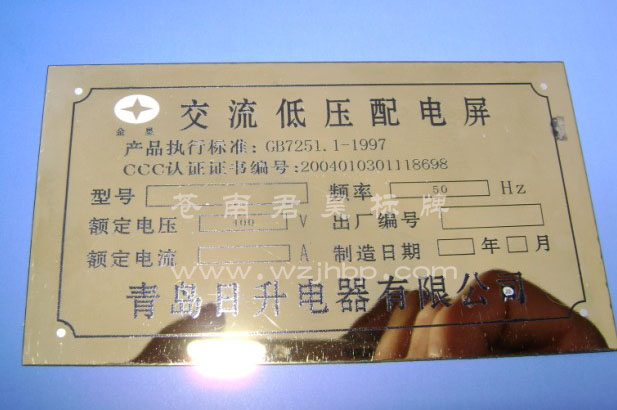 交流低压配电屏
金星
产品执行标准：GB7251.1-1997
CCC认证证书编号：2004010301118698
型号 频率 50 Hz
额定电压 400 V 出厂编号
额定电流 A 制造日期 年 月
青岛日升电器有限公司
苍南君昊标牌
www.wzjhbp.com